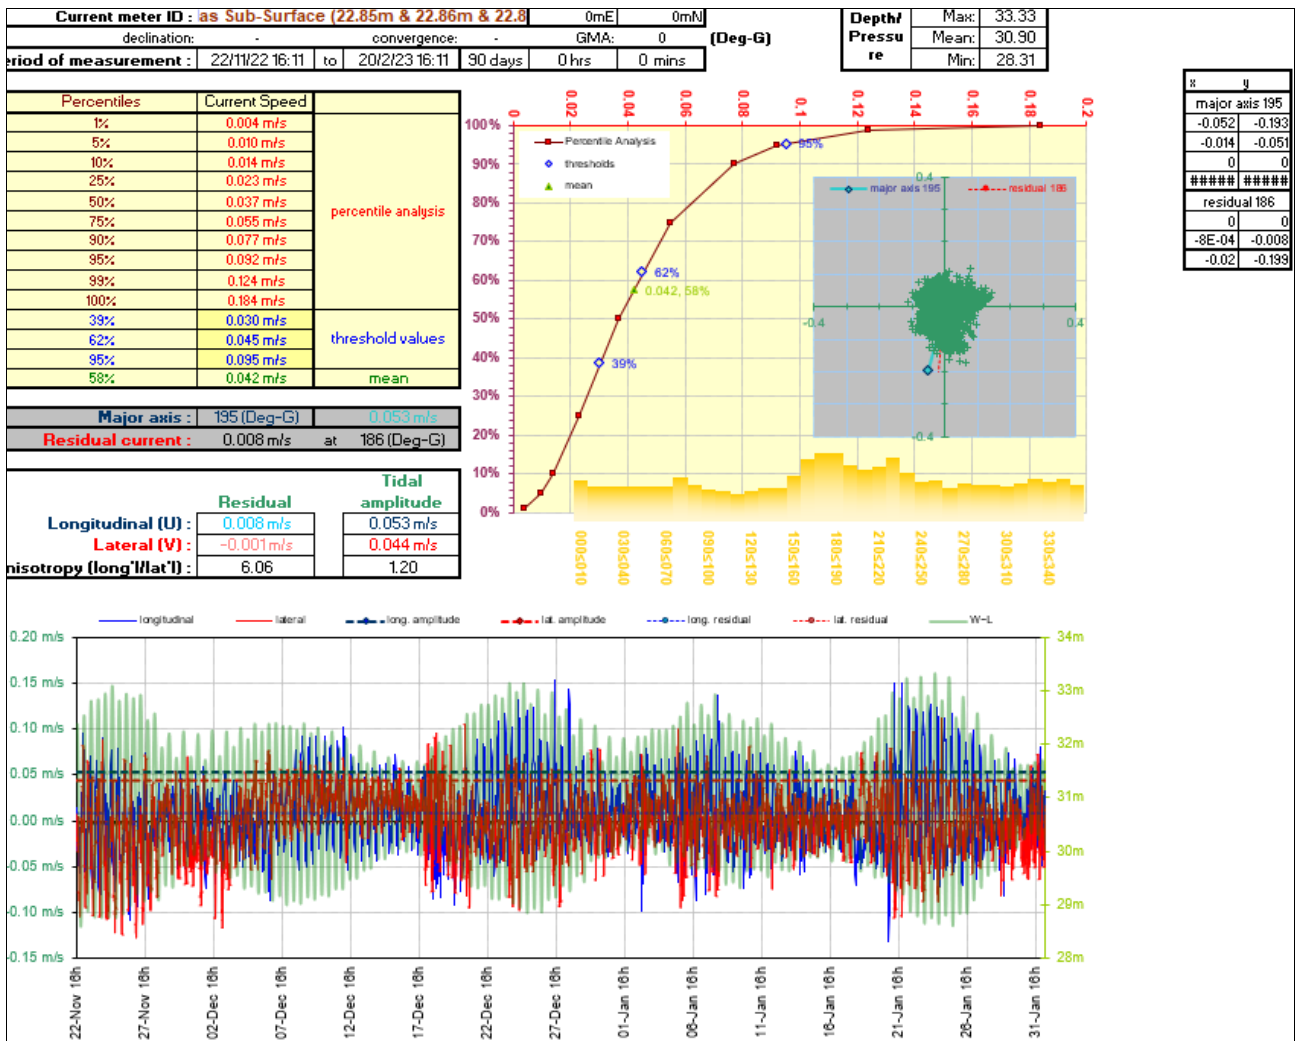 Current meter ID : as Sub-Surface (22.85m & 22.86m & 22.8 0mE 0mN
declination: - convergence: - GMA: 0 (Deg-G)
eriod of measurement : 22/11/22 16:11 to 20/2/23 16:11 90 days 0 hrs 0 mins
Depth/ Pressu re
Max: 33.33
Mean: 30.90
Min: 28.31
x y
major axis 195
-0.052 -0.193
-0.014 -0.051
0 0
##### #####
residual 186
0 0
-8E-04 -0.008
-0.02 -0.199
Percentiles Current Speed
1% 0.004 m/s
5% 0.010 m/s
10% 0.014 m/s
25% 0.023 m/s
50% 0.037 m/s
75% 0.055 m/s
90% 0.077 m/s
95% 0.092 m/s
99% 0.124 m/s
100% 0.184 m/s
percentile analysis
39% 0.030 m/s
62% 0.045 m/s
95% 0.095 m/s
threshold values
58% 0.042 m/s mean
Major axis : 195 (Deg-G) 0.053 m/s
Residual current : 0.008 m/s at 186 (Deg-G)
Residual Tidal amplitude
Longitudinal (U) : 0.008 m/s 0.053 m/s
Lateral (V) : -0.001 m/s 0.044 m/s
nisotropy (long'l/lat'l) : 6.06 1.20
0 0.02 0.04 0.06 0.08 0.1 0.12 0.14 0.16 0.18 0.2
100%
90%
80%
70%
60%
50%
40%
30%
20%
10%
0%
Percentile Analysis
thresholds
mean
95%
62%
0.042, 58%
39%
major axis 195 residual 186
0.4
-0.4 0.4
-0.4
000≤010 030≤040 060≤070 090≤100 120≤130 150≤160 180≤190 210≤220 240≤250 270≤280 300≤310 330≤340
longitudinal lateral long. amplitude lat. amplitude long. residual lat. residual W-L
0.20 m/s
0.15 m/s
0.10 m/s
0.05 m/s
0.00 m/s
-0.05 m/s
-0.10 m/s
-0.15 m/s
34m
33m
32m
31m
30m
29m
28m
22-Nov 16h 27-Nov 16h 02-Dec 16h 07-Dec 16h 12-Dec 16h 17-Dec 16h 22-Dec 16h 27-Dec 16h 01-Jan 16h 06-Jan 16h 11-Jan 16h 16-Jan 16h 21-Jan 16h 26-Jan 16h 31-Jan 16h